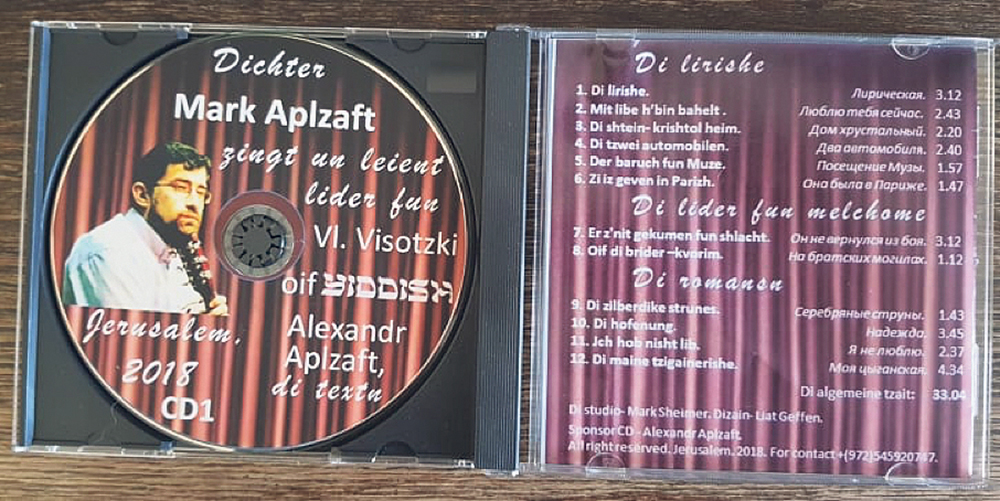 Dichter
Mark Aplzaft
zingt un leient
lider fun
Vl. Visotzki
oif YIDDISH
Jerusalem,
2018
CD1
Alexandr
Aplzaft,
di textn
Di lirishe
1. Di lirishe. Лирическая. 3.12
2. Mit libe h'bin baheit . Люблю тебя сейчас. 2.43
3. Di shtein- krishtol heim. Дом хрустальный. 2.20
4. Di tzwei automobilen. Два автомобиля. 2.40
5. Der baruch fun Muze. Посещение Музы. 1.57
6. Zi iz geven in Parizh. Она была в Париже. 1.47
Di lider fun melchome
7. Er z'nit gekumen fun shlacht. Он не вернулся из боя. 3.12
8. Oif di brider –kvorim. На братских могилах. 1.12
Di romansn
9. Di zilberdike strunes. Серебряные струны. 1.43
10. Di hofenung. Надежда. 3.45
11. Jch hob nisht lib. Я не люблю. 2.37
12. Di maine tzigainerishe. Моя цыганская. 4.34
Di algemeine tzait: 33.04
Di studio- Mark Sheimer. Dizain- Liat Geffen.
Sponsor CD - Alexandr Aplzaft.
All right reserved. Jerusalem. 2018. For contact +(972)545920747.